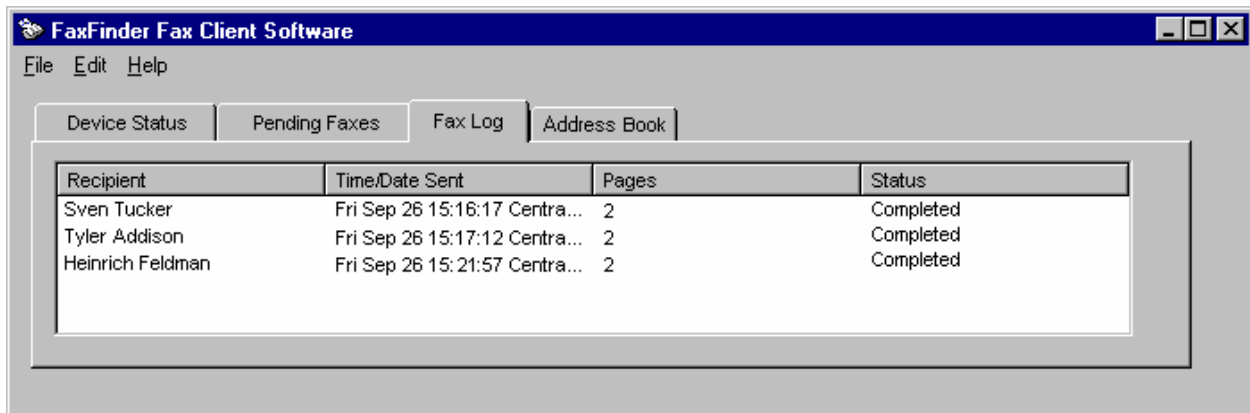 FaxFinder Fax Client Software
File Edit Help
Device Status Pending Faxes Fax Log Address Book
Recipient Time/Date Sent Pages Status
Sven Tucker Fri Sep 26 15:16:17 Centra... 2 Completed
Tyler Addison Fri Sep 26 15:17:12 Centra... 2 Completed
Heinrich Feldman Fri Sep 26 15:21:57 Centra... 2 Completed